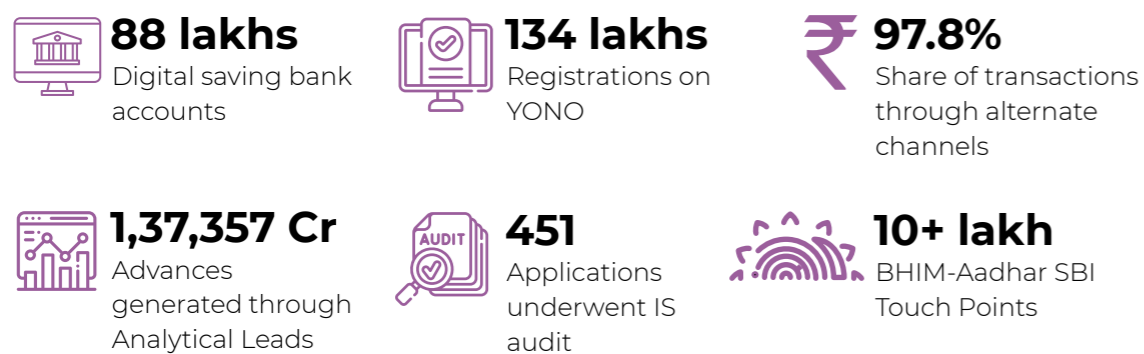 88 lakhs
Digital saving bank
accounts
134 lakhs
Registrations on
YONO
97.8%
Share of transactions
through alternate
channels
1,37,357 Cr
Advances
generated through
Analytical Leads
AUDIT
451
Applications
underwent IS
audit
10+ lakh
BHIM-Aadhar SBI
Touch Points